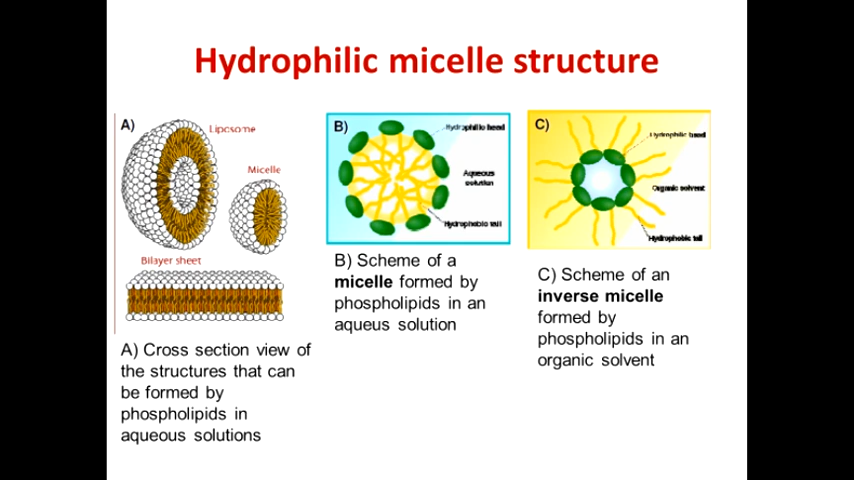 Hydrophilic micelle structure
A)
Liposome
Micelle
Bilayer sheet
A) Cross section view of
the structures that can
be formed by
phospholipids in
aqueous solutions
B)
Hydrophilic head
Aqueous
solution
Hydrophobic tail
B) Scheme of a
micelle formed by
phospholipids in an
aqueus solution
C)
Hydrophilic head
Organic solvent
Hydrophobic tail
C) Scheme of an
inverse micelle
formed by
phospholipids in an
organic solvent